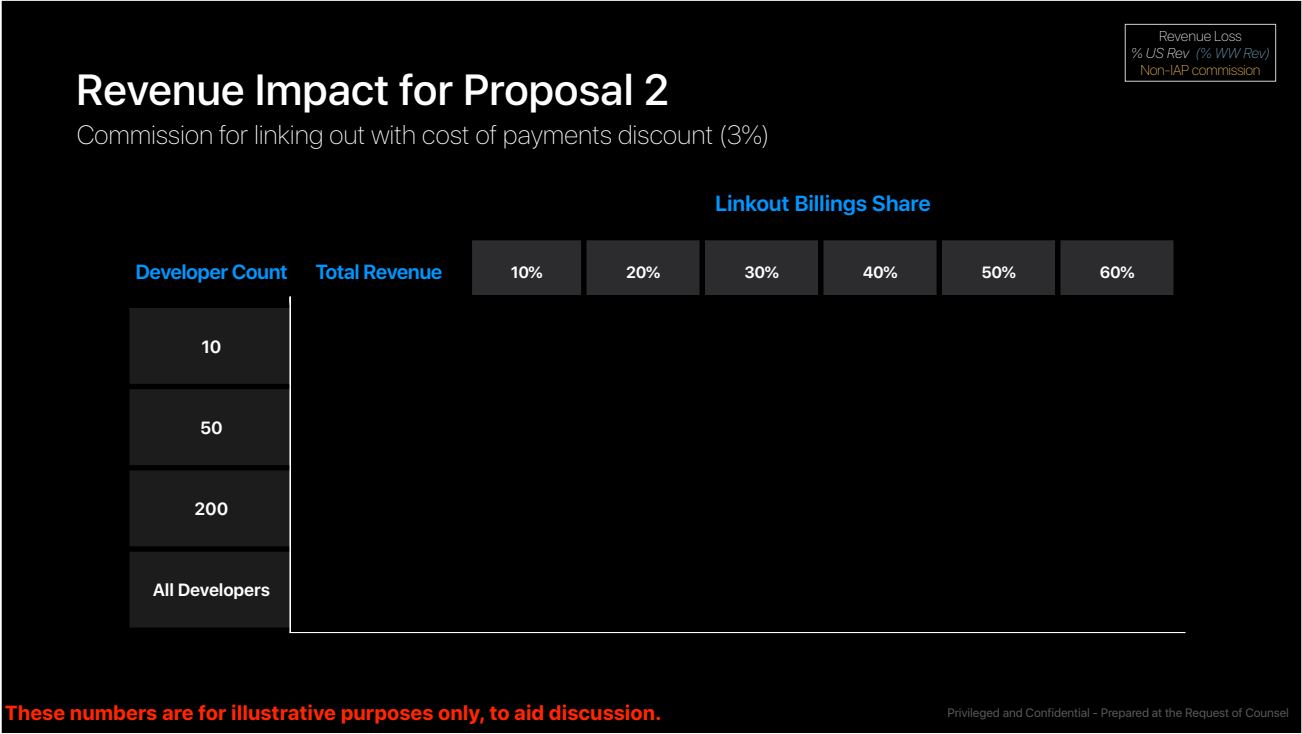 Revenue Loss
% US Rev (% WW Rev)
Non-IAP commission
Revenue Impact for Proposal 2
Commission for linking out with cost of payments discount (3%)
Linkout Billings Share
Developer Count Total Revenue 10% 20% 30% 40% 50% 60%
10
50
200
All Developers
These numbers are for illustrative purposes only, to aid discussion.
Privileged and Confidential - Prepared at the Request of Counsel